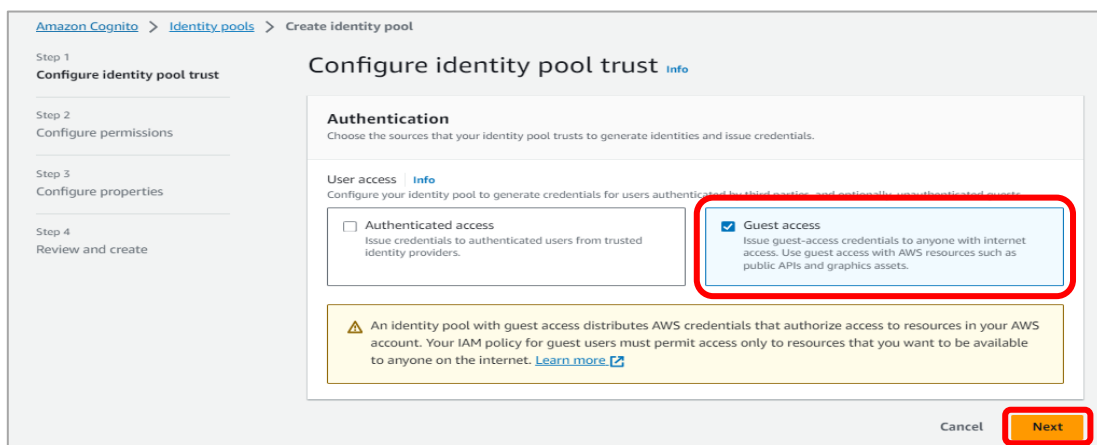 Amazon Cognito > Identity pools > Create identity pool
Step 1
Configure identity pool trust
Step 2
Configure permissions
Step 3
Configure properties
Step 4
Review and create
Configure identity pool trust Info
Authentication
Choose the sources that your identity pool trusts to generate identities and issue credentials.
User access Info
Configure your identity pool to generate credentials for users authenticated by third parties, and optionally, unauthenticated guests.
Authenticated access
Issue credentials to authenticated users from trusted
identity providers.
Guest access
Issue guest-access credentials to anyone with internet
access. Use guest access with AWS resources such as
public APIs and graphics assets.
An identity pool with guest access distributes AWS credentials that authorize access to resources in your AWS
account. Your IAM policy for guest users must permit access only to resources that you want to be available
to anyone on the internet. Learn more
Cancel
Next